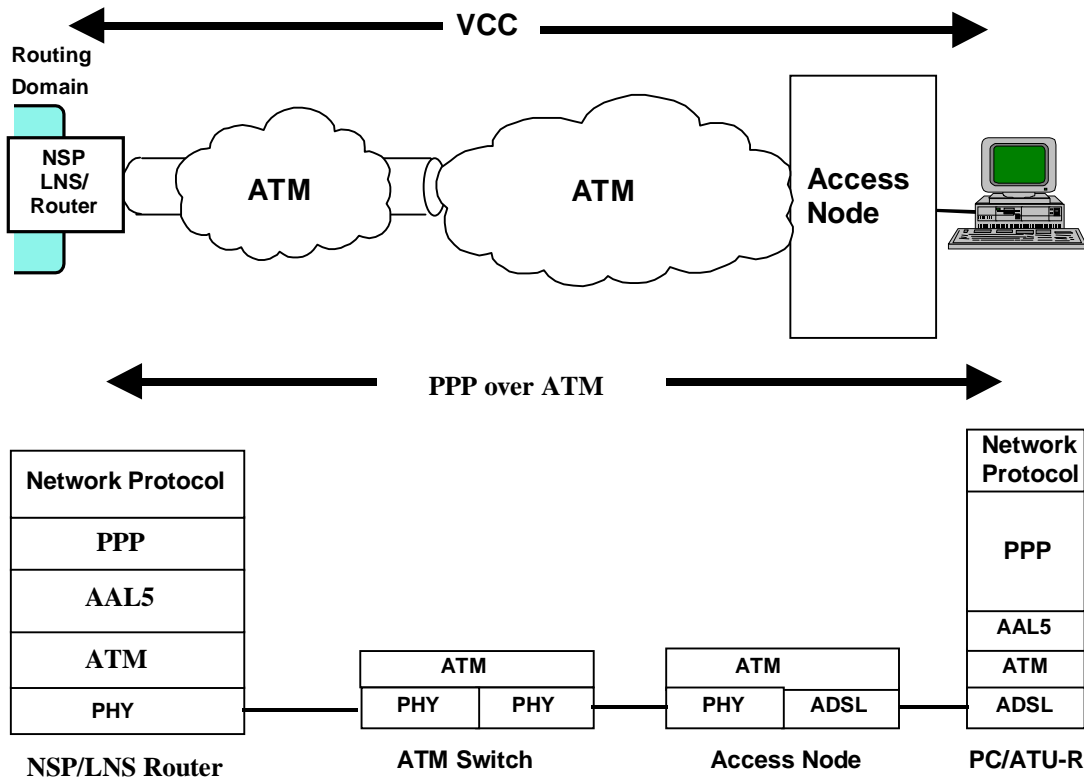 VCC
Routing
Domain
NSP
LNS/
Router
ATM
ATM
Access
Node
PPP over ATM
Network Protocol
PPP
AAL5
ATM
PHY
NSP/LNS Router
ATM
PHY PHY
ATM Switch
ATM
PHY ADSL
Access Node
Network
Protocol
PPP
AAL5
ATM
ADSL
PC/ATU-R